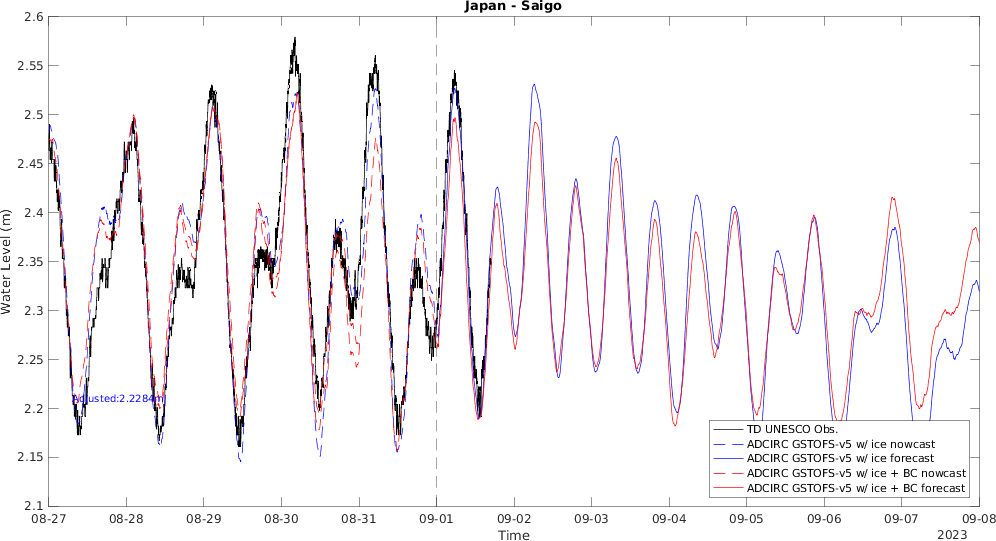 Japan - Saigo
2.6
2.55
2.5
2.45
2.4
2.35
2.3
2.25
2.2
2.15
2.1
Water Level (m)
Adjusted:2.2284m
TD UNESCO Obs.
ADCIRC GSTOFS-v5 w/ ice nowcast
ADCIRC GSTOFS-v5 w/ ice forecast
ADCIRC GSTOFS-v5 w/ ice + BC nowcast
ADCIRC GSTOFS-v5 w/ ice + BC forecast
08-27 08-28 08-29 08-30 08-31 09-01 09-02 09-03 09-04 09-05 09-06 09-07 09-08
Time
2023